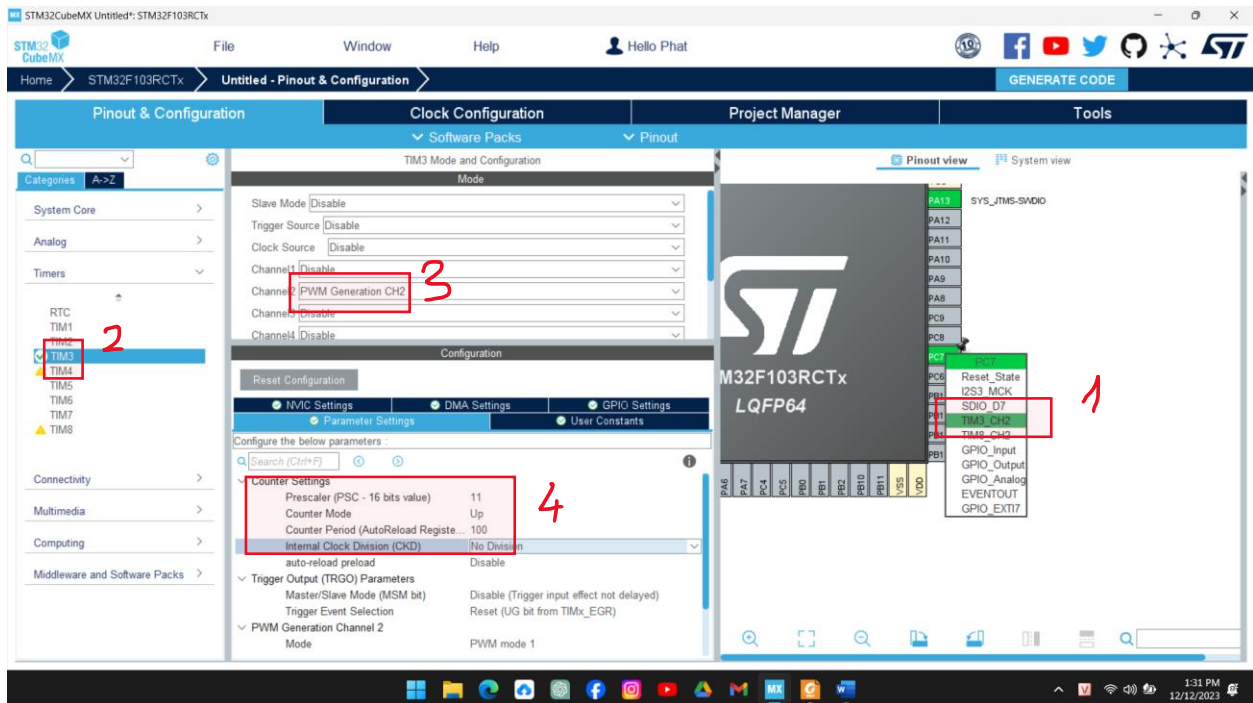 STM32CubeMX Untitled*: STM32F103RCTx
STM32 CubeMX
File Window Help Hello Phat
Home STM32F103RCTx Untitled - Pinout & Configuration GENERATE CODE
Pinout & Configuration Clock Configuration Project Manager Tools
Software Packs Pinout
TIM3 Mode and Configuration
Mode
Pinout view System view
Categories A->Z
System Core
Analog
Timers
RTC
TIM1
TIM2
TIM3
TIM4
TIM5
TIM6
TIM7
TIM8
Connectivity
Multimedia
Computing
Middleware and Software Packs
2
Slave Mode Disable
Trigger Source Disable
Clock Source Disable
Channel1 Disable
Channel2 PWM Generation CH2
Channel3 Disable
Channel4 Disable
3
Configuration
Reset Configuration
NVIC Settings DMA Settings GPIO Settings
Parameter Settings User Constants
Configure the below parameters :
Search (Ctrl+F)
Counter Settings
Prescaler (PSC - 16 bits value) 11
Counter Mode Up
Counter Period (AutoReload Registe... 100
Internal Clock Division (CKD) No Division
auto-reload preload Disable
Trigger Output (TRGO) Parameters
Master/Slave Mode (MSM bit) Disable (Trigger input effect not delayed)
Trigger Event Selection Reset (UG bit from TIMx_EGR)
PWM Generation Channel 2
Mode PWM mode 1
4
PA13 SYS_JTMS-SWDIO
PA12
PA11
PA10
PA9
PA8
PC9
PC8
PC7
PC6
M32F103RCTx
LQFP64
PA6 PA7 PC4 PC5 PB0 PB1 PB2 PB10 PB11 VSS VDD
PC7
Reset_State
I2S3_MCK
SDIO_D7
TIM3_CH2
TIM8_CH2
GPIO_Input
GPIO_Output
GPIO_Analog
EVENTOUT
GPIO_EXTI7
1
1:31 PM
12/12/2023